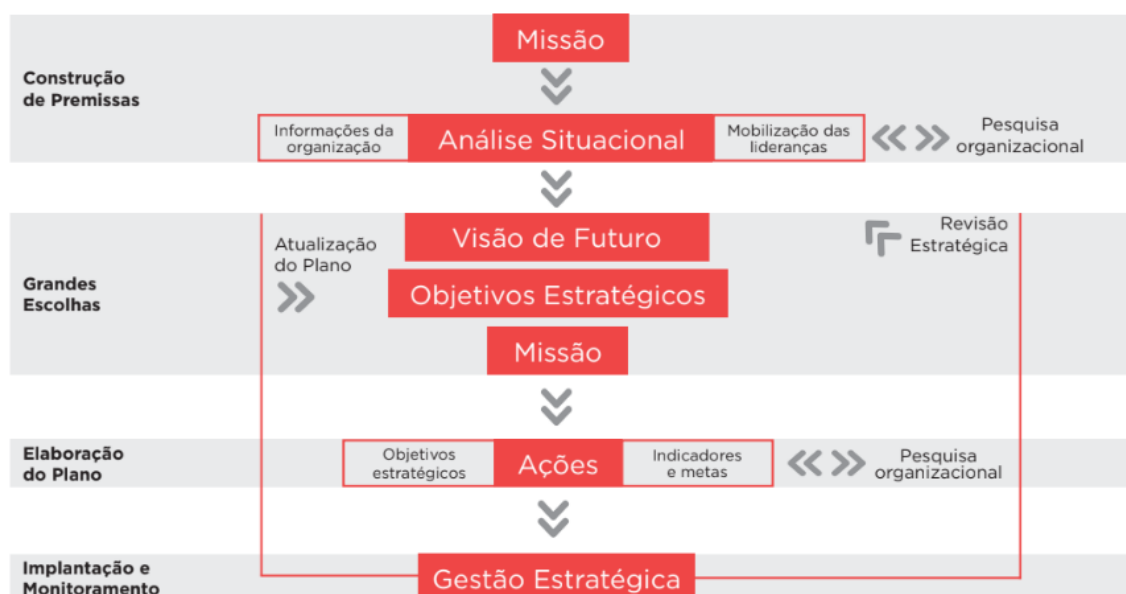 Missão
Construção
de Premissas
Informações da
organização
Análise Situacional
Mobilização das
lideranças
Pesquisa
organizacional
Visão de Futuro
Revisão
Estratégica
Atualização
do Plano
Grandes
Escolhas
Objetivos Estratégicos
Missão
Elaboração
do Plano
Objetivos
estratégicos
Ações
Indicadores
e metas
Pesquisa
organizacional
Implantação e
Monitoramento
Gestão Estratégica